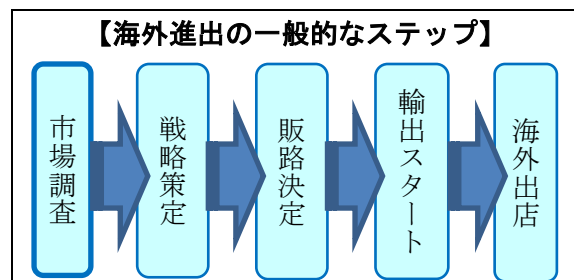 【海外進出の一般的なステップ】
市場調査
戦略策定
販路決定
輸出スタート
海外出店